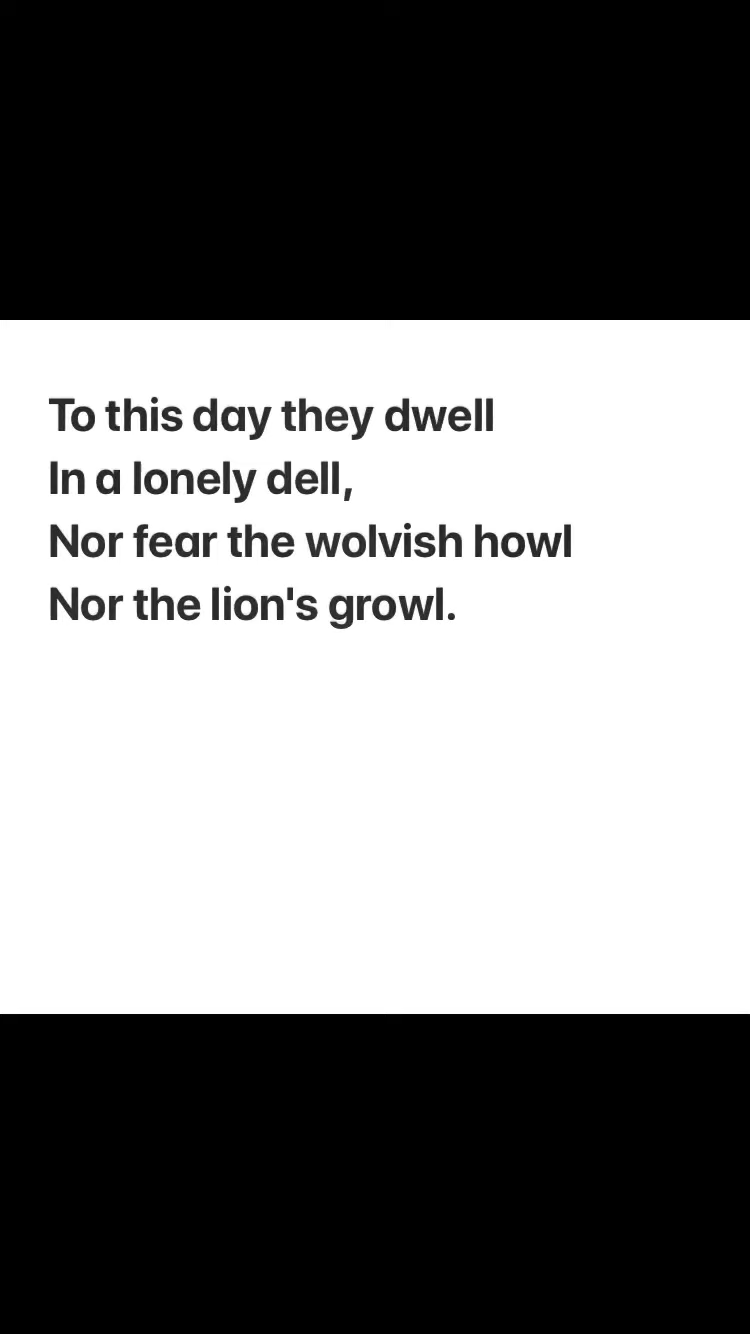 To this day they dwell
In a lonely dell,
Nor fear the wolvish howl
Nor the lion's growl.